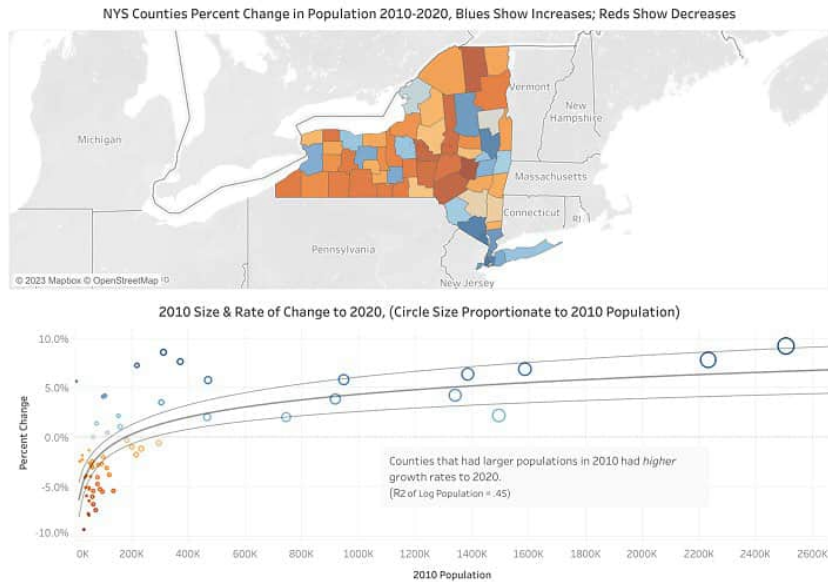 NYS Counties Percent Change in Population 2010-2020, Blues Show Increases; Reds Show Decreases
Vermont
New
Hampshire
Michigan
Massachusetts
Connecticut
RI
Pennsylvania
© 2023 Mapbox © OpenStreetMap
New Jersey
2010 Size & Rate of Change to 2020, (Circle Size Proportionate to 2010 Population)
10.0%
5.0%
0.0%
-5.0%
-10.0%
Percent Change
Counties that had larger populations in 2010 had higher
growth rates to 2020.
(R2 of Log Population = .45)
0K 200K 400K 600K 800K 1000K 1200K 1400K 1600K 1800K 2000K 2200K 2400K 2600K
2010 Population